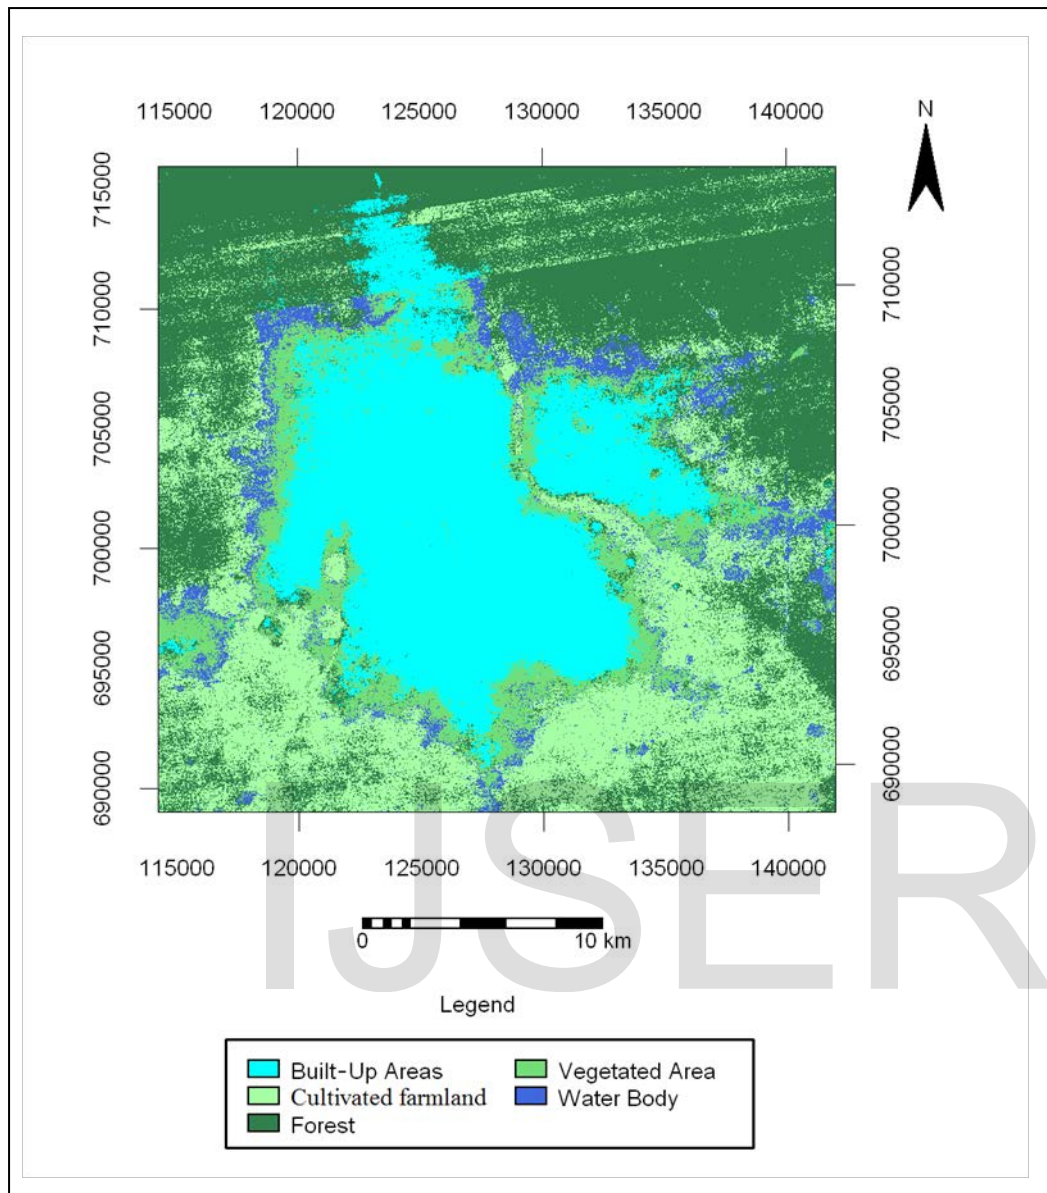 115000 120000 125000 130000 135000 140000
N
715000
710000
705000
700000
695000
690000
710000
705000
700000
695000
690000
115000 120000 125000 130000 135000 140000
0 10 km
IJSER
Legend
Built-Up Areas
Cultivated farmland
Forest
Vegetated Area
Water Body